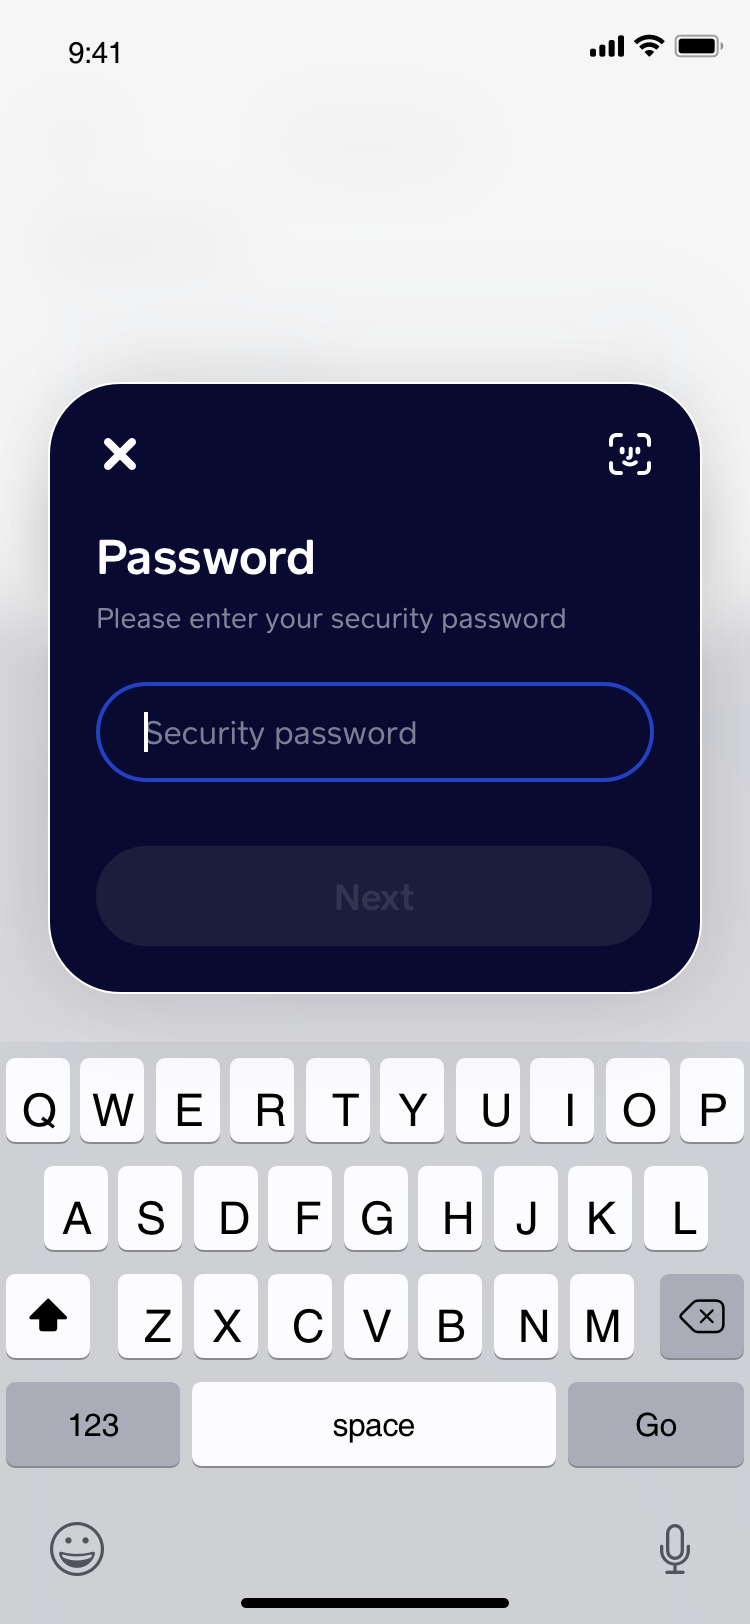 9:41
Password
Please enter your security password
Security password
Next
Q W E R T Y U I O P
A S D F G H J K L
Z X C V B N M
123 space Go